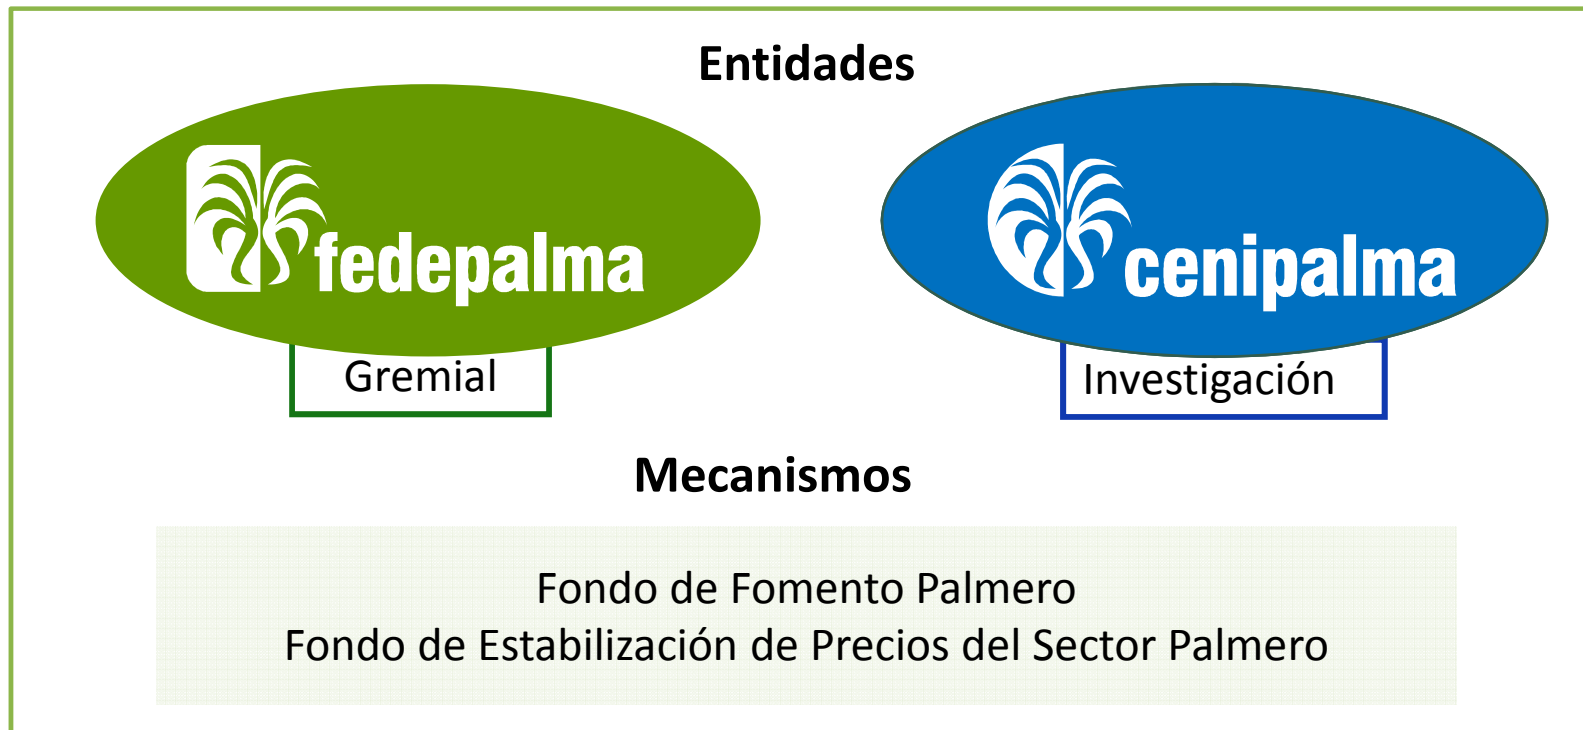 Entidades
fedepalma
cenipalma
Gremial
Investigación
Mecanismos
Fondo de Fomento Palmero
Fondo de Estabilización de Precios del Sector Palmero